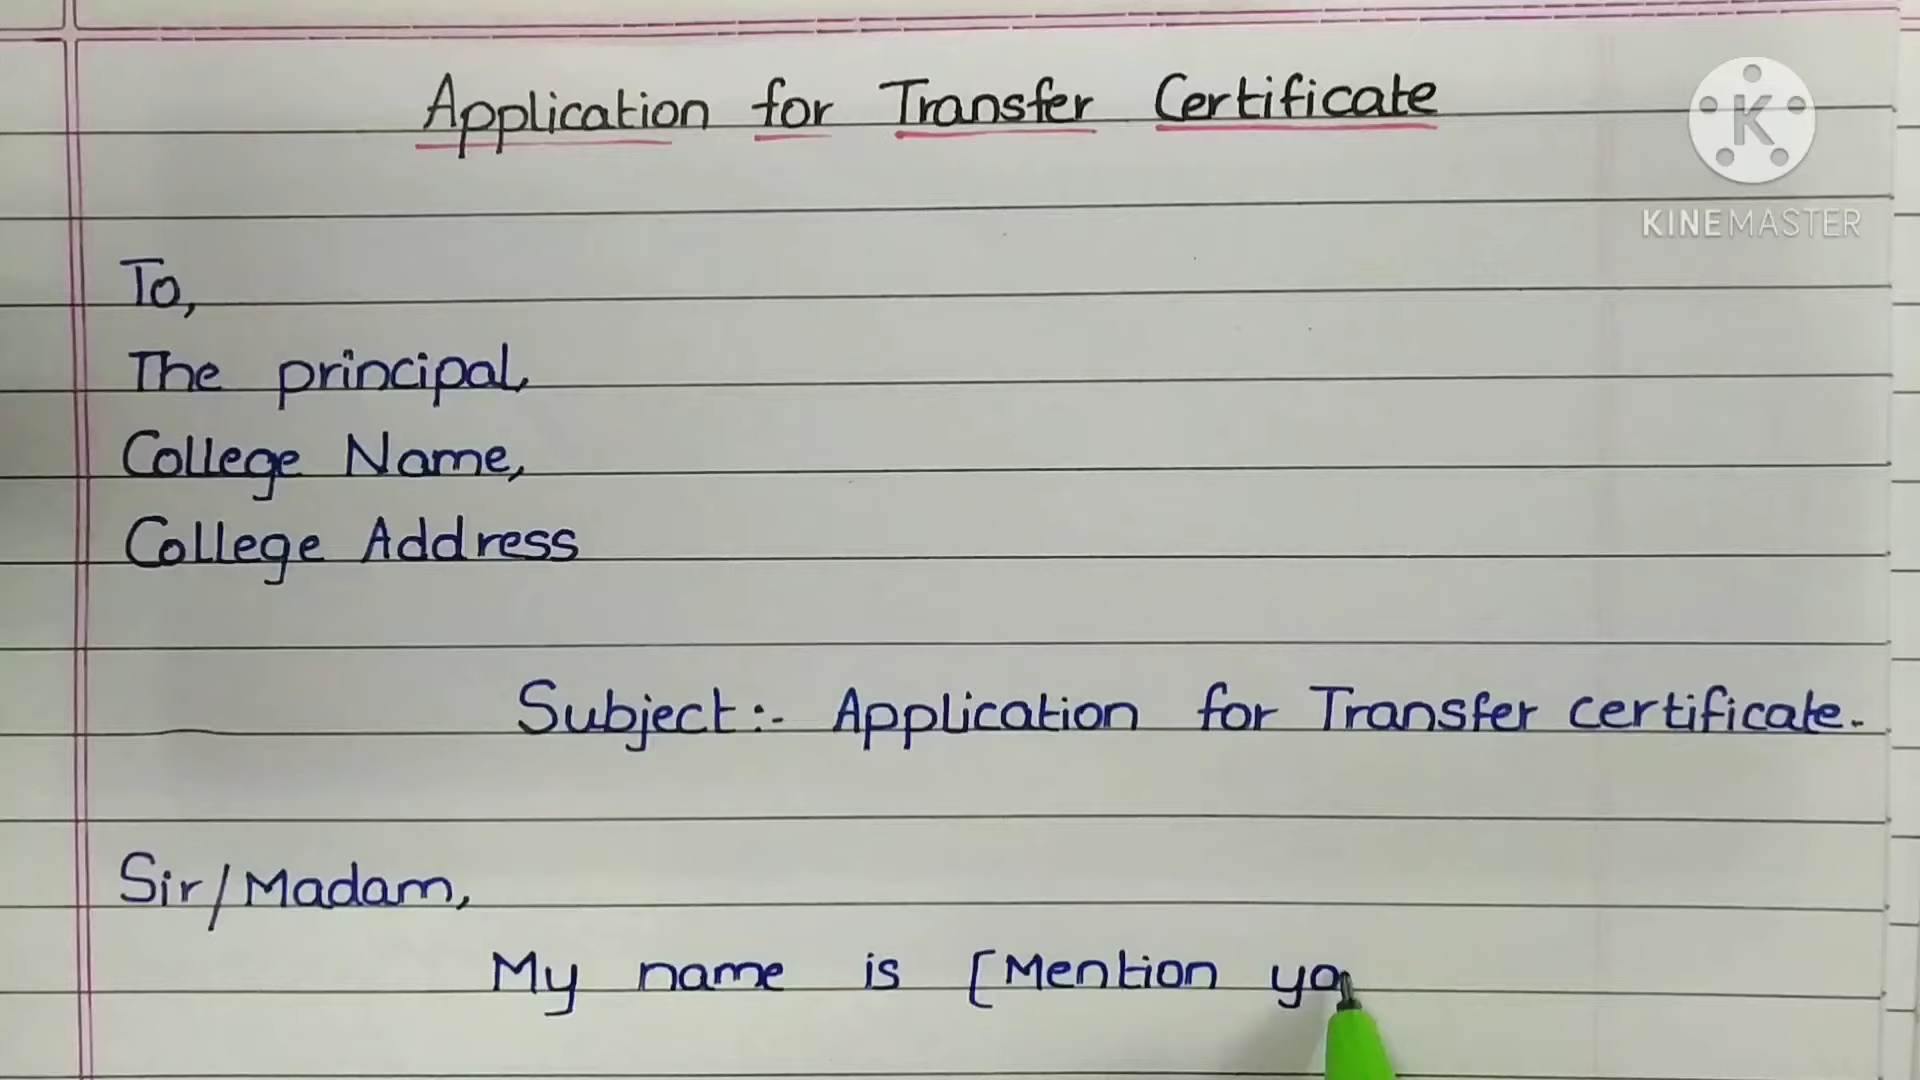 Application for Transfer Certificate
K
KINEMASTER
To,
The principal,
College Name,
College Address
Subject:- Application for Transfer certificate.
Sir/Madam,
My name is [Mention yo